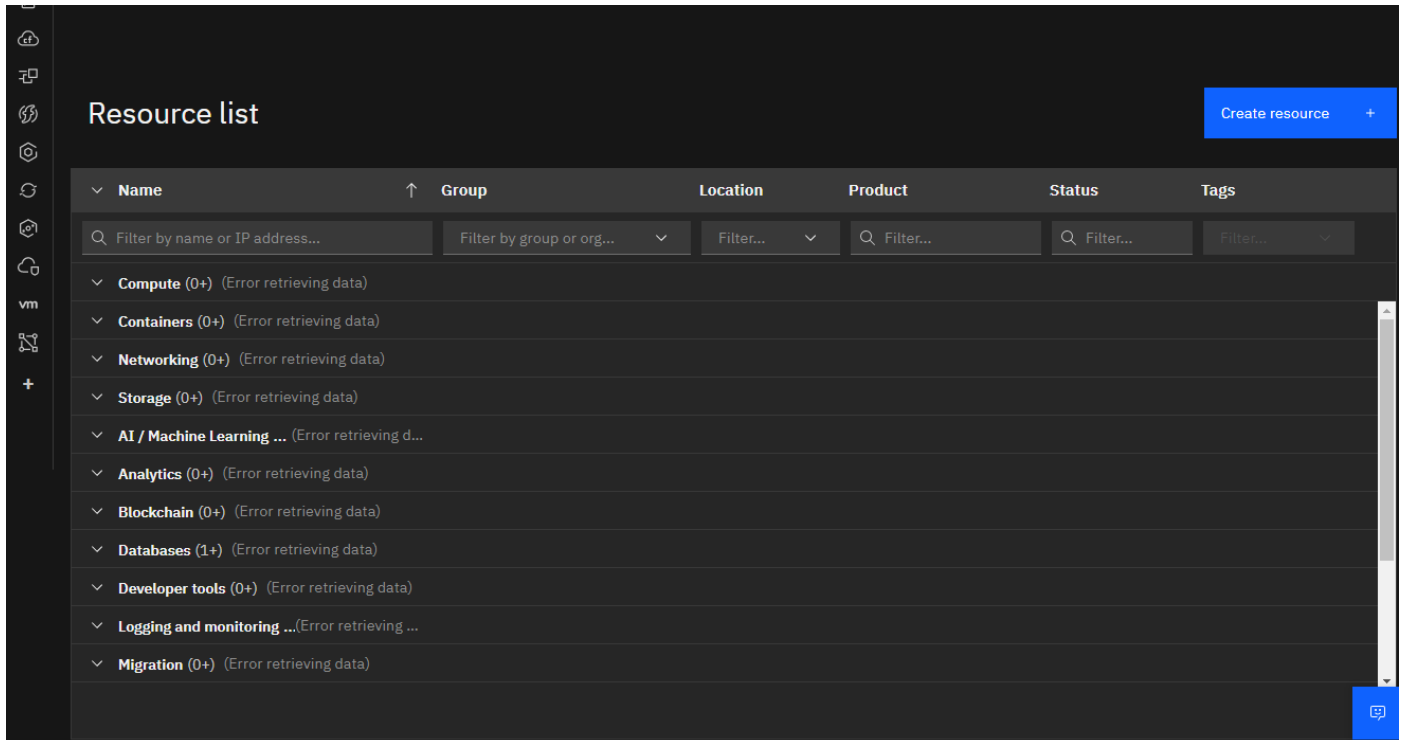 cf
Resource list
Create resource +
Name Group Location Product Status Tags
Filter by name or IP address... Filter by group or org... Filter... Filter... Filter... Filter...
Compute (0+) (Error retrieving data)
Containers (0+) (Error retrieving data)
vm
Networking (0+) (Error retrieving data)
Storage (0+) (Error retrieving data)
AI / Machine Learning ... (Error retrieving d...
Analytics (0+) (Error retrieving data)
Blockchain (0+) (Error retrieving data)
Databases (1+) (Error retrieving data)
Developer tools (0+) (Error retrieving data)
Logging and monitoring ...(Error retrieving ...
Migration (0+) (Error retrieving data)